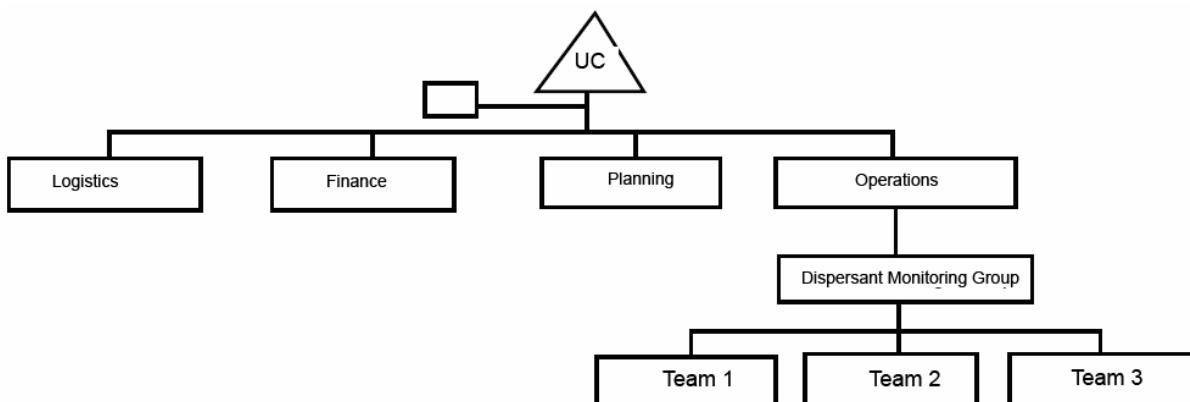 UC
Logistics
Finance
Planning
Operations
Dispersant Monitoring Group
Team 1
Team 2
Team 3